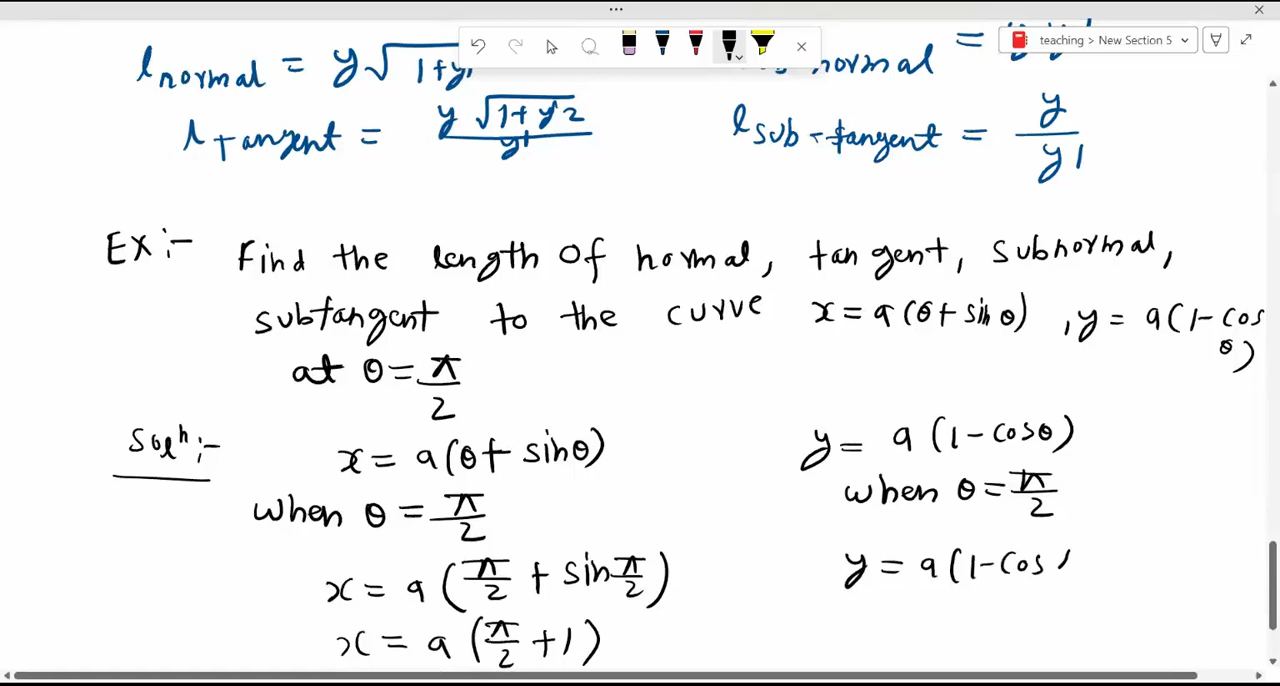 teaching > New Section 5
l normal = y√1+y
normal =
l tangent = y √1+y'2 / y'
l sub - tangent = y / y1
Ex:- Find the length of normal, tangent, subnormal,
subtangent to the curve x = a(θ+sinθ) , y = a(1-cos
θ)
at θ = π/2
Solⁿ:-
x = a(θ+ sinθ)
when θ = π/2
x = a(π/2 + sin π/2)
x = a(π/2 +1)
y = a(1-cosθ)
when θ = π/2
y = a(1-cos